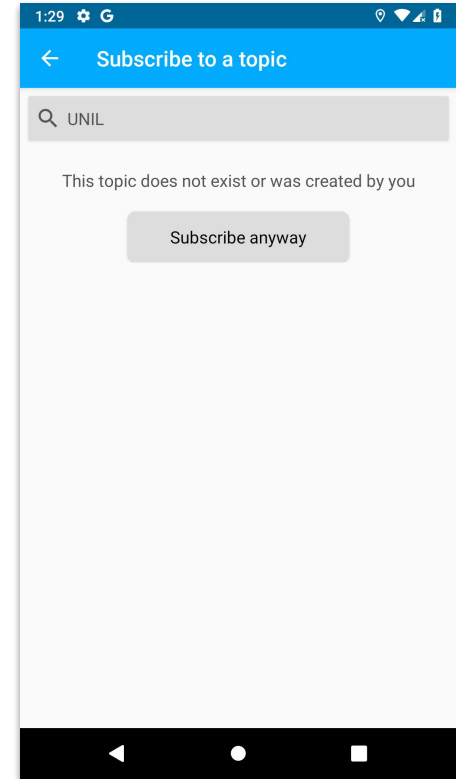 1:29 G
Subscribe to a topic
UNIL
This topic does not exist or was created by you
Subscribe anyway